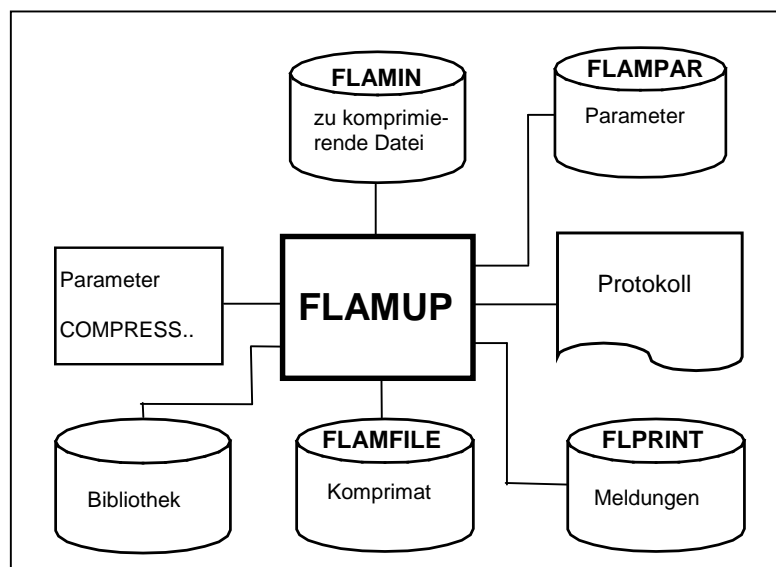 FLAMIN
zu komprimie-
rende Datei
FLAMPAR
Parameter
Parameter
COMPRESS..
FLAMUP
Protokoll
Bibliothek
FLAMFILE
Komprimat
FLPRINT
Meldungen